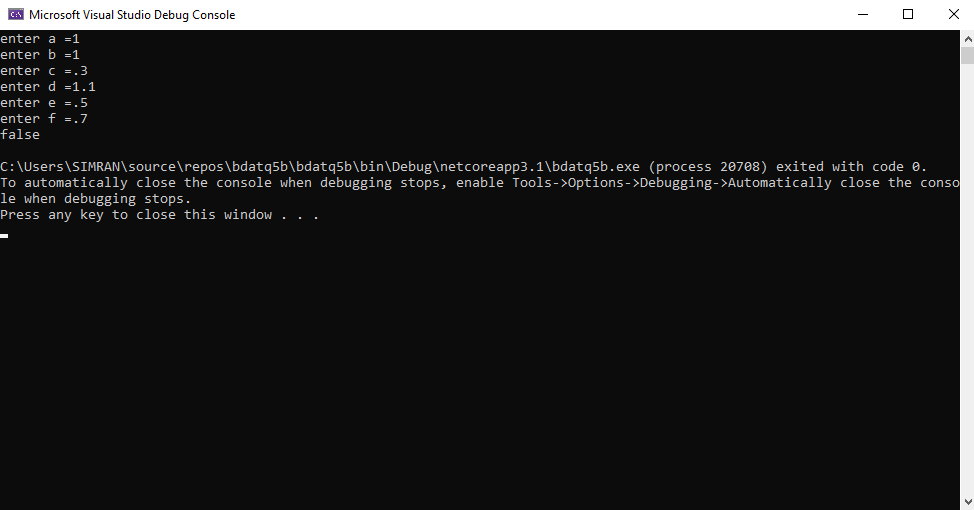 Microsoft Visual Studio Debug Console
enter a =1
enter b =1
enter c =.3
enter d =1.1
enter e =.5
enter f =.7
false
C:\Users\SIMRAN\source\repos\bdatq5b\bdatq5b\bin\Debug\netcoreapp3.1\bdatq5b.exe (process 20708) exited with code 0.
To automatically close the console when debugging stops, enable Tools->Options->Debugging->Automatically close the conso
le when debugging stops.
Press any key to close this window . . .